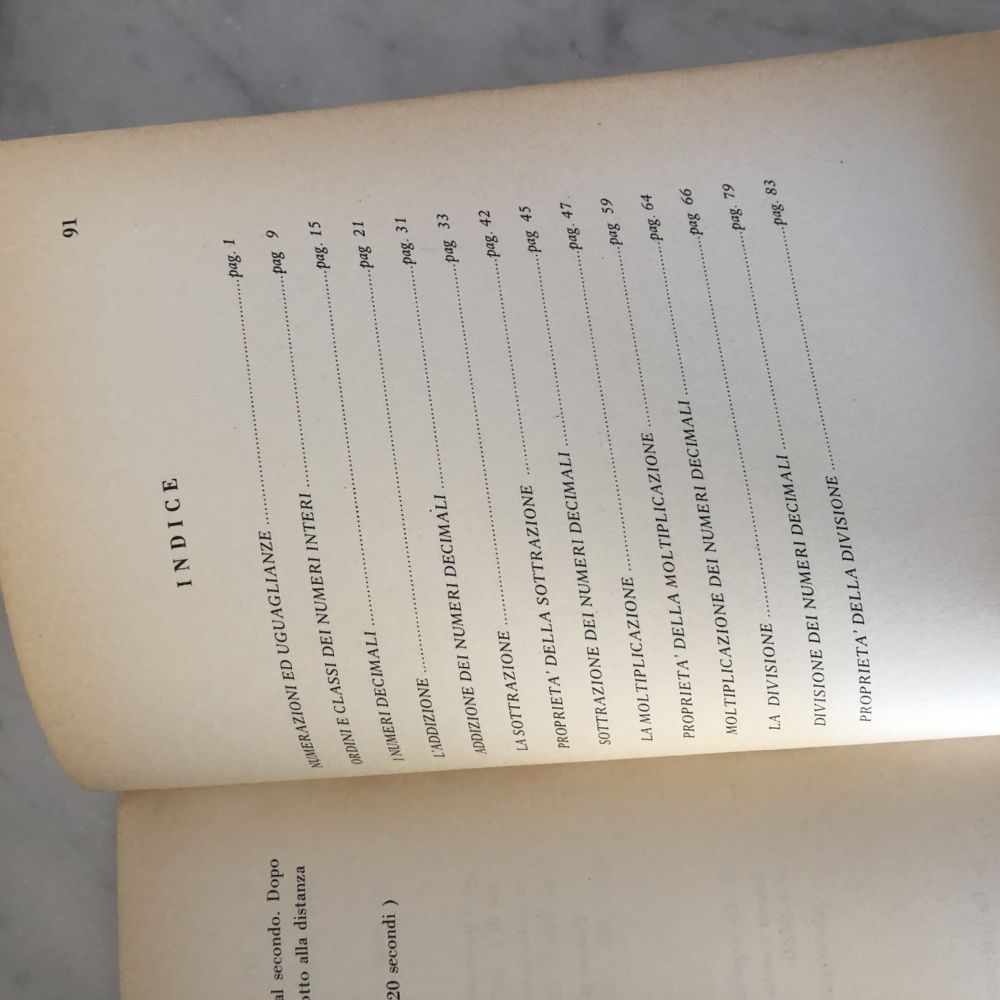 al secondo. Dopo
otto alla distanza
20 secondi )
91
INDICE
NUMERAZIONI ED UGUAGLIANZE ........ pag. 1
ORDINI E CLASSI DEI NUMERI INTERI ........ pag 9
I NUMERI DECIMALI ........ pag. 15
L'ADDIZIONE ........ pag 21
ADDIZIONE DEI NUMERI DECIMALI ........ pag. 31
LA SOTTRAZIONE ........ pag 33
PROPRIETA' DELLA SOTTRAZIONE ........ pag. 42
SOTTRAZIONE DEI NUMERI DECIMALI ........ pag 45
LA MOLTIPLICAZIONE ........ pag. 47
PROPRIETA' DELLA MOLTIPLICAZIONE ........ pag 59
MOLTIPLICAZIONE DEI NUMERI DECIMALI ........ pag. 64
LA DIVISIONE ........ pag 66
DIVISIONE DEI NUMERI DECIMALI ........ pag. 79
PROPRIETA' DELLA DIVISIONE ........ pag. 83